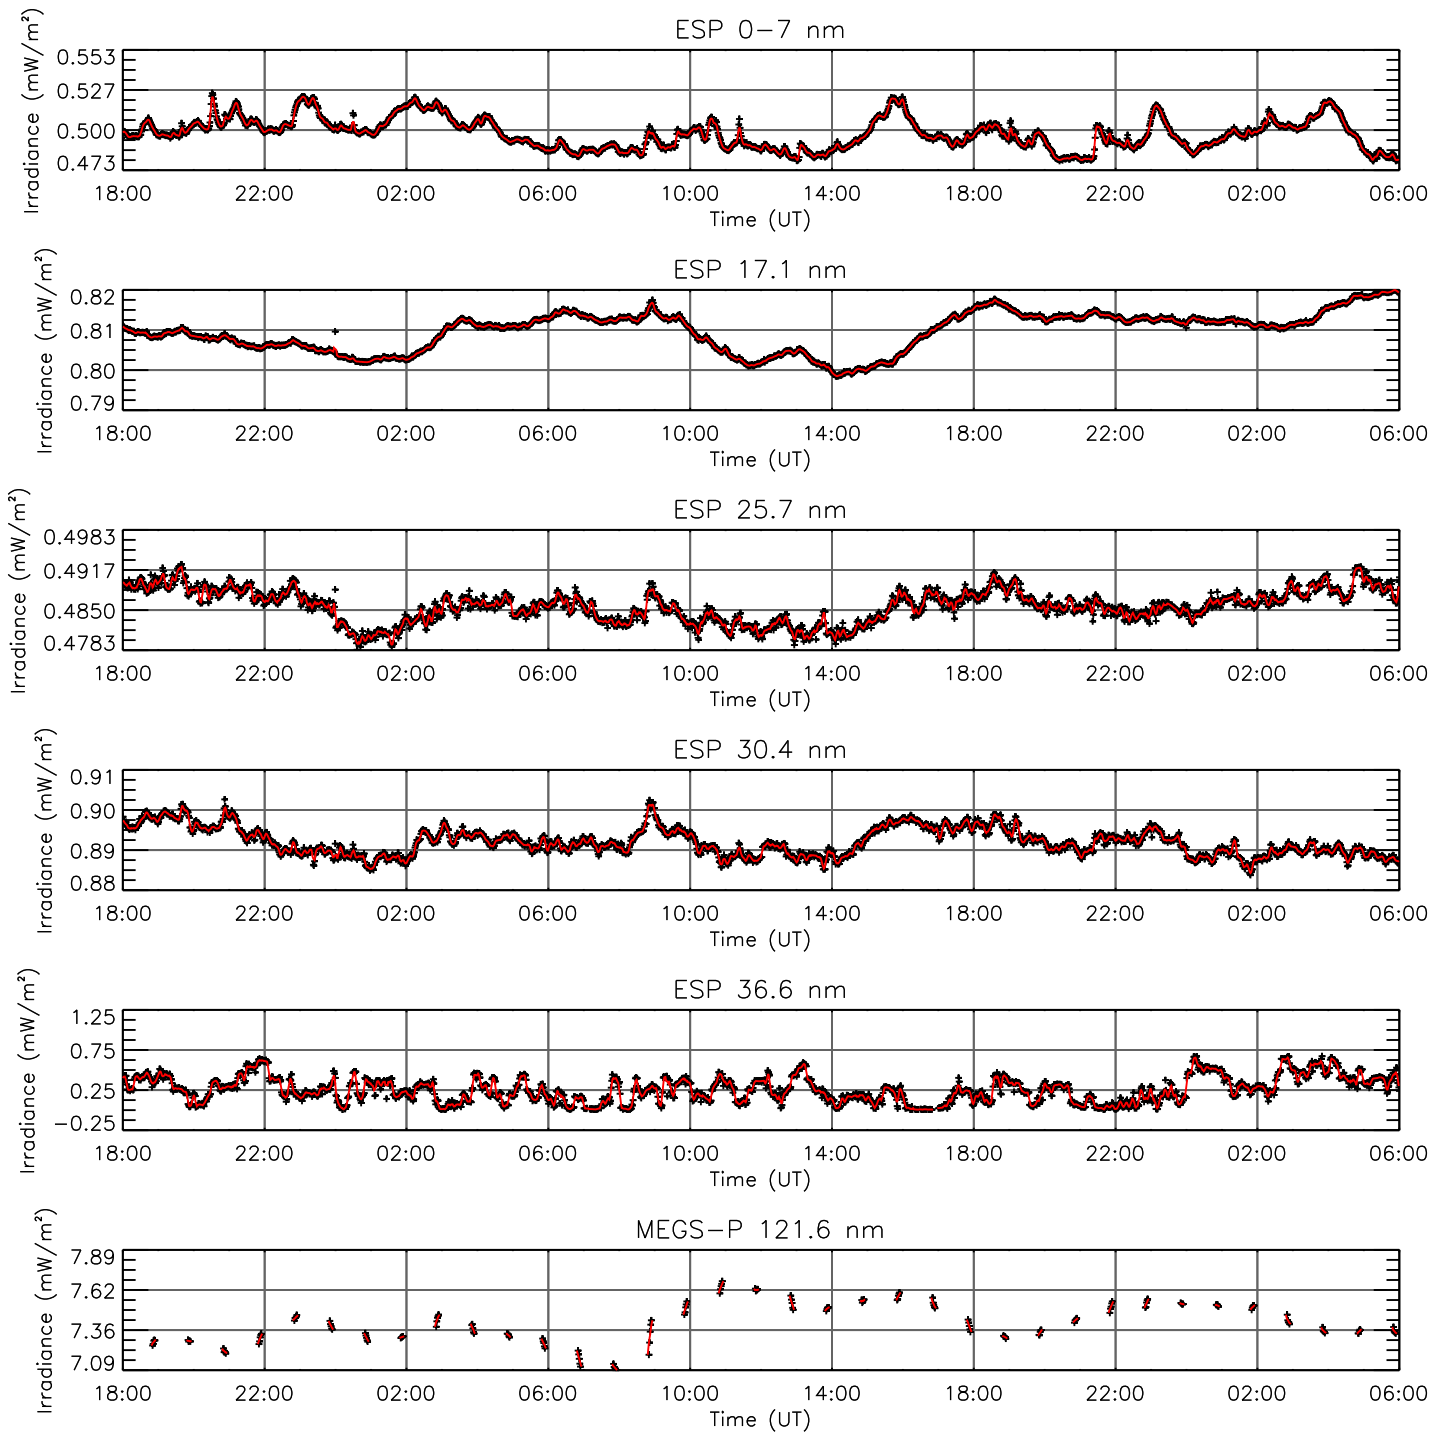 ESP 0-7 nm
Irradiance (mW/m²)
0.553
0.527
0.500
0.473
18:00 22:00 02:00 06:00 10:00 14:00 18:00 22:00 02:00 06:00
Time (UT)
ESP 17.1 nm
Irradiance (mW/m²)
0.82
0.81
0.80
0.79
18:00 22:00 02:00 06:00 10:00 14:00 18:00 22:00 02:00 06:00
Time (UT)
ESP 25.7 nm
Irradiance (mW/m²)
0.4983
0.4917
0.4850
0.4783
18:00 22:00 02:00 06:00 10:00 14:00 18:00 22:00 02:00 06:00
Time (UT)
ESP 30.4 nm
Irradiance (mW/m²)
0.91
0.90
0.89
0.88
18:00 22:00 02:00 06:00 10:00 14:00 18:00 22:00 02:00 06:00
Time (UT)
ESP 36.6 nm
Irradiance (mW/m²)
1.25
0.75
0.25
-0.25
18:00 22:00 02:00 06:00 10:00 14:00 18:00 22:00 02:00 06:00
Time (UT)
MEGS-P 121.6 nm
Irradiance (mW/m²)
7.89
7.62
7.36
7.09
18:00 22:00 02:00 06:00 10:00 14:00 18:00 22:00 02:00 06:00
Time (UT)